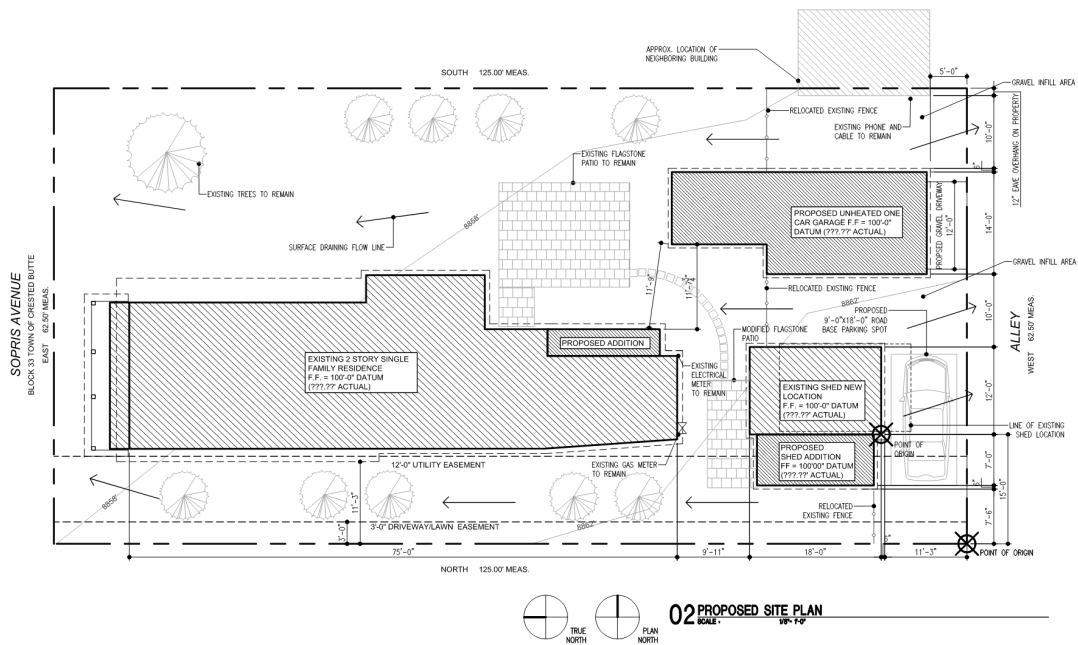 APPROX. LOCATION OF
NEIGHBORING BUILDING
SOUTH 125.00' MEAS.
5'-0"
GRAVEL INFILL AREA
RELOCATED EXISTING FENCE
EXISTING PHONE AND
CABLE TO REMAIN
10'-0"
12" EAVE OVERHANG ON PROPERTY
EXISTING FLAGSTONE
PATIO TO REMAIN
6"
EXISTING TREES TO REMAIN
8858'
PROPOSED UNHEATED ONE
CAR GARAGE F.F = 100'-0"
DATUM (???.??' ACTUAL)
PROPSED GRAVEL DRIVEWAY
12'-0"
14'-0"
SURFACE DRAINING FLOW LINE
11'-9"
GRAVEL INFILL AREA
SOPRIS AVENUE
BLOCK 33 TOWN OF CRESTED BUTTE
EAST 62.50' MEAS.
RELOCATED EXISTING FENCE
8862'
PROPOSED
9'-0"X18'-0" ROAD
BASE PARKING SPOT
10'-0"
ALLEY
WEST 62.50' MEAS.
MODIFIED FLAGSTONE
PATIO
PROPOSED ADDITION
EXISTING 2 STORY SINGLE
FAMILY RESIDENCE
F.F. = 100'-0" DATUM
(???.??' ACTUAL)
EXISTING
ELECTRICAL
METER
TO REMAIN
EXISTING SHED NEW
LOCATION
F.F. = 100'-0" DATUM
(???.??' ACTUAL)
12'-0"
LINE OF EXISTING
SHED LOCATION
POINT OF
ORIGIN
PROPOSED
SHED ADDITION
FF = 100'00" DATUM
(???.??' ACTUAL)
7'-0"
12'-0" UTILITY EASEMENT
EXISTING GAS METER
TO REMAIN
6"
15'-0"
8858'
11'-3"
RELOCATED
EXISTING FENCE
7'-6"
3'-0"
3'-0" DRIVEWAY/LAWN EASEMENT
8862'
75'-0"
9'-11"
18'-0"
6"
11'-3"
POINT OF ORIGIN
NORTH 125.00' MEAS.
TRUE
NORTH
PLAN
NORTH
02 PROPOSED SITE PLAN
SCALE : 1/8"= 1'-0"